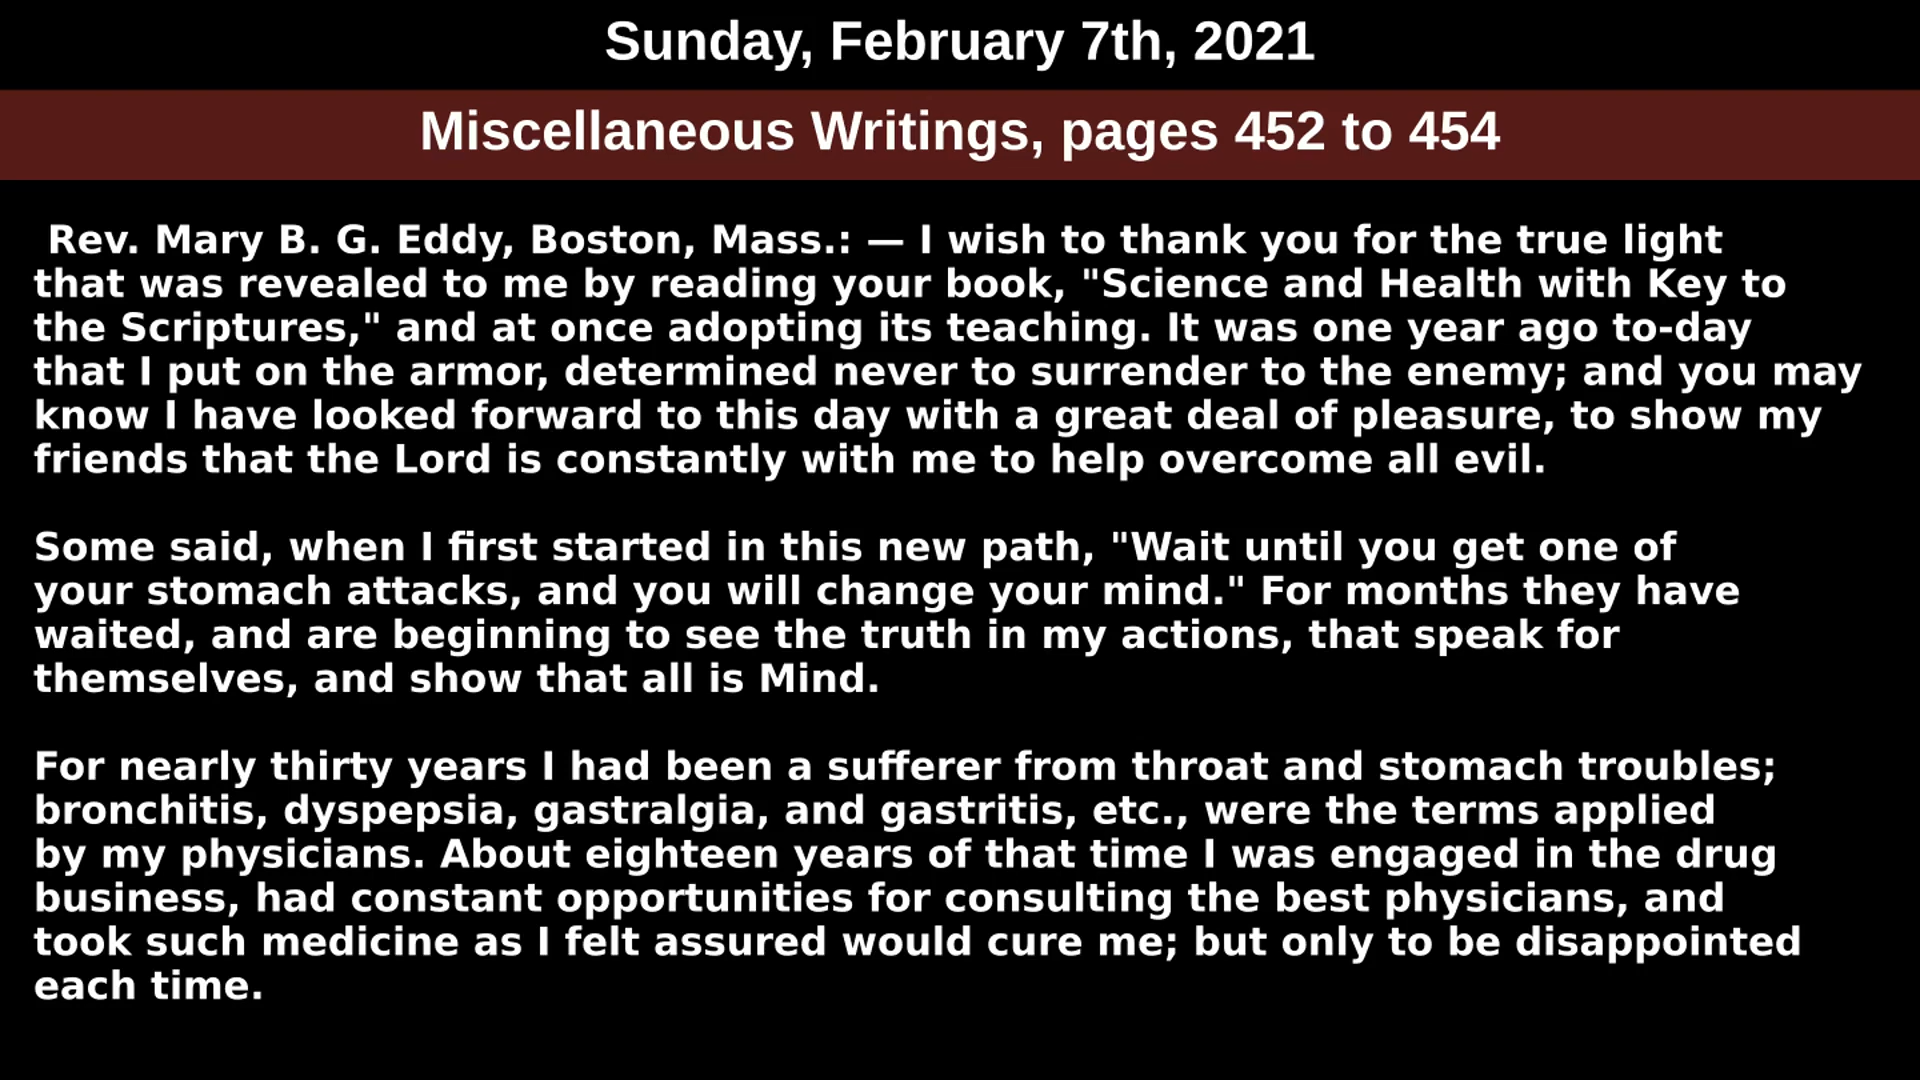 Sunday, February 7th, 2021
Miscellaneous Writings, pages 452 to 454
Rev. Mary B. G. Eddy, Boston, Mass.: — I wish to thank you for the true light
that was revealed to me by reading your book, "Science and Health with Key to
the Scriptures," and at once adopting its teaching. It was one year ago to-day
that I put on the armor, determined never to surrender to the enemy; and you may
know I have looked forward to this day with a great deal of pleasure, to show my
friends that the Lord is constantly with me to help overcome all evil.
Some said, when I first started in this new path, "Wait until you get one of
your stomach attacks, and you will change your mind." For months they have
waited, and are beginning to see the truth in my actions, that speak for
themselves, and show that all is Mind.
For nearly thirty years I had been a sufferer from throat and stomach troubles;
bronchitis, dyspepsia, gastralgia, and gastritis, etc., were the terms applied
by my physicians. About eighteen years of that time I was engaged in the drug
business, had constant opportunities for consulting the best physicians, and
took such medicine as I felt assured would cure me; but only to be disappointed
each time.